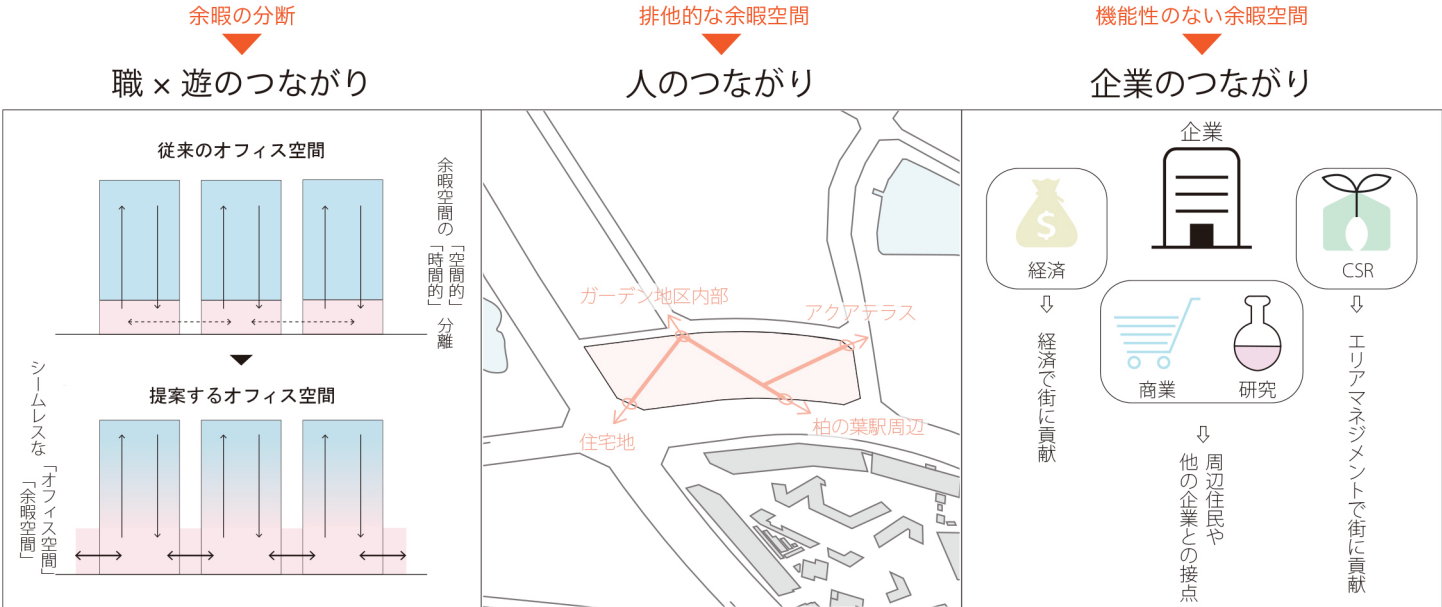 余暇の分断
職 × 遊のつながり
従来のオフィス空間
余暇空間の
「空間的」
「時間的」
分離
提案するオフィス空間
シームレスな
「オフィス空間」
「余暇空間」
排他的な余暇空間
人のつながり
ガーデン地区内部
アクアテラス
住宅地
柏の葉駅周辺
機能性のない余暇空間
企業のつながり
企業
$
経済
CSR
商業
研究
⇩
経済で街に貢献
⇩
周辺住民や
他の企業との接点
⇩
エリアマネジメントで街に貢献